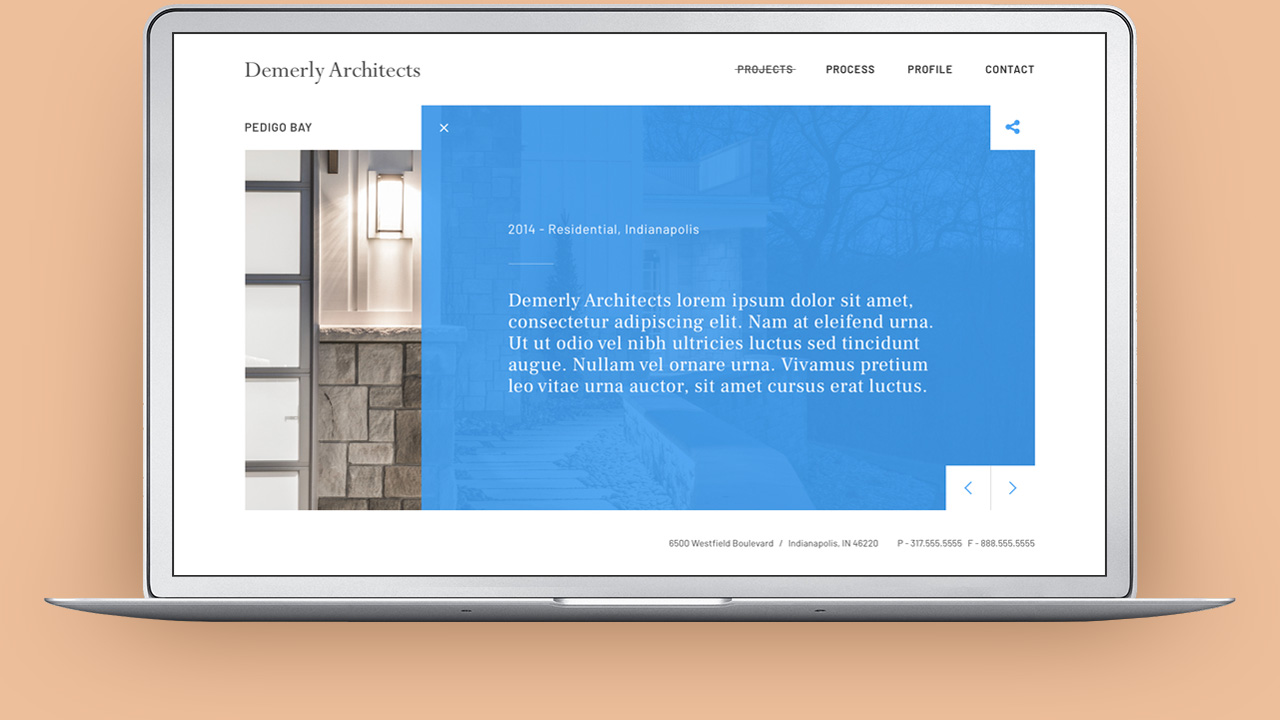 Demerly Architects
PROJECTS
PROCESS
PROFILE
CONTACT
PEDIGO BAY
2014 - Residential, Indianapolis
Demerly Architects lorem ipsum dolor sit amet,
consectetur adipiscing elit. Nam at eleifend urna.
Ut ut odio vel nibh ultricies luctus sed tincidunt
augue. Nullam vel ornare urna. Vivamus pretium
leo vitae urna auctor, sit amet cursus erat luctus.
6500 Westfield Boulevard / Indianapolis, IN 46220 P - 317.555.5555 F - 888.555.5555